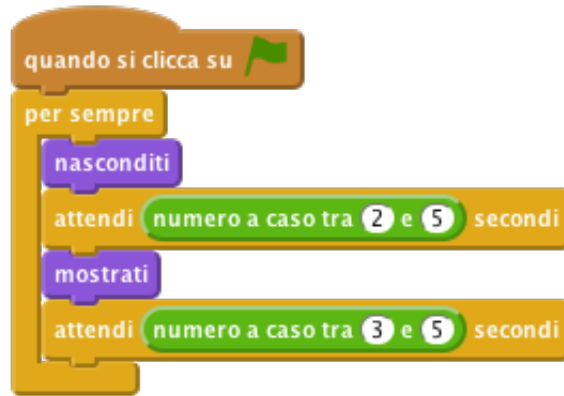 quando si clicca su
per sempre
nasconditi
attendi numero a caso tra 2 e 5 secondi
mostrati
attendi numero a caso tra 3 e 5 secondi